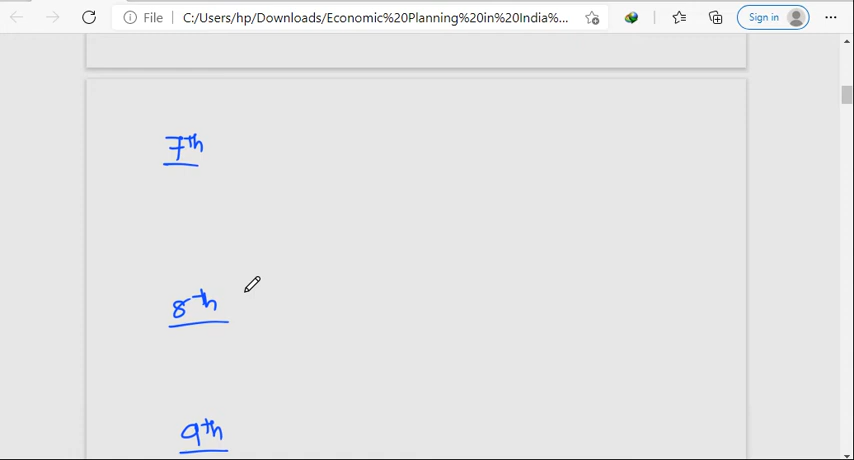 File C:/Users/hp/Downloads/Economic%20Planning%20in%20India%... Sign in
7th
8th
9th